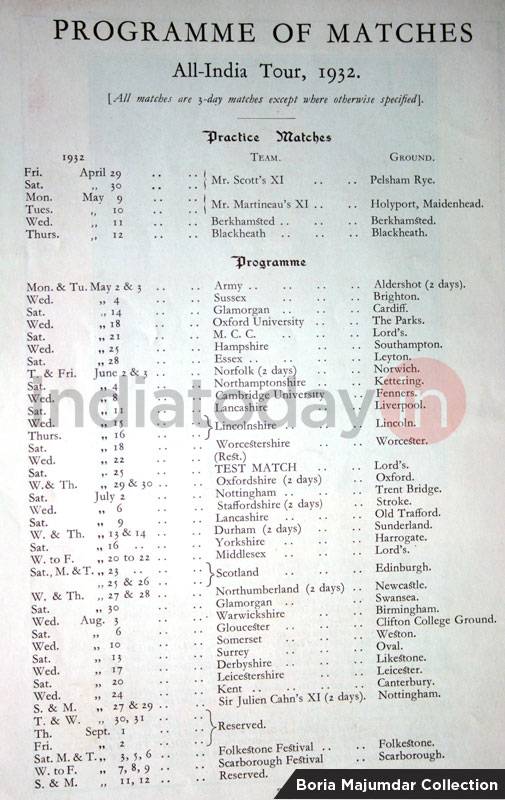 PROGRAMME OF MATCHES
All-India Tour, 1932.
[All matches are 3-day matches except where otherwise specified].
Practice Matches
1932 TEAM. GROUND.
Fri. April 29 .. .. Mr. Scott's XI .. .. Pelsham Rye.
Sat. „ 30 .. ..
Mon. May 9 .. .. Mr. Martineau's XI .. .. Holyport, Maidenhead.
Tues. „ 10 .. ..
Wed. „ 11 .. .. Berkhamsted .. .. .. Berkhamsted.
Thurs. „ 12 .. .. Blackheath .. .. .. Blackheath.
Programme
Mon. & Tu. May 2 & 3 .. .. Army .. .. .. .. Aldershot (2 days).
Wed. „ 4 .. .. Sussex .. .. .. Brighton.
Sat. „ 14 .. .. Glamorgan .. .. .. Cardiff.
Wed. „ 18 .. .. Oxford University .. .. The Parks.
Sat. „ 21 .. .. M. C. C. .. .. .. Lord's.
Wed. „ 25 .. .. Hampshire .. .. .. Southampton.
Sat. „ 28 .. .. Essex .. .. .. .. Leyton.
T. & Fri. June 2 & 3 .. .. Norfolk (2 days) .. .. Norwich.
Sat. „ 4 .. .. Northamptonshire .. .. Kettering.
Wed. „ 8 .. .. Cambridge University .. Fenners.
Sat. „ 11 .. .. Lancashire .. .. .. Liverpool.
Wed. „ 15 .. .. Lincolnshire .. .. .. Lincoln.
Thurs. „ 16 .. ..
Sat. „ 18 .. .. Worcestershire .. .. Worcester.
Wed. „ 22 .. .. (Rest.)
Sat. „ 25 .. .. TEST MATCH .. .. Lord's.
W. & Th. „ 29 & 30 .. .. Oxfordshire (2 days) .. Oxford.
Sat. July 2 .. .. Nottingham .. .. .. Trent Bridge.
Wed. „ 6 .. .. Staffordshire (2 days) .. Stroke.
Sat. „ 9 .. .. Lancashire .. .. .. Old Trafford.
W. & Th. „ 13 & 14 .. .. Durham (2 days) .. .. Sunderland.
Sat. „ 16 .. .. .. Yorkshire .. .. .. Harrogate.
W. to F. „ 20 to 22 .. .. Middlesex .. .. .. Lord's.
Sat., M. & T. „ 23 .. .. Scotland .. .. .. Edinburgh.
„ 25 & 26 .. ..
W. & Th. „ 27 & 28 .. .. Northumberland (2 days) .. Newcastle.
Sat. „ 30 .. .. Glamorgan .. .. .. Swansea.
Wed. Aug. 3 .. .. Warwickshire .. .. Birmingham.
Sat. „ 6 .. .. Gloucester .. .. .. Clifton College Ground.
Wed. „ 10 .. .. Somerset .. .. .. Weston.
Sat. „ 13 .. .. Surrey .. .. .. Oval.
Wed. „ 17 .. .. Derbyshire .. .. .. Likestone.
Sat. „ 20 .. .. Leicestershire .. .. Leicester.
Wed. „ 24 .. .. Kent .. .. .. .. Canterbury.
S. & M. „ 27 & 29 .. .. Sir Julien Cahn's XI (2 days). Nottingham.
T. & W. „ 30, 31 .. .. Reserved.
Th. Sept. 1 .. ..
Fri. „ 2 .. ..
Sat. M. & T. „ 3, 5, 6 .. .. Folkestone Festival .. .. Folkestone.
W. to F. „ 7, 8, 9 .. .. Scarborough Festival .. Scarborough.
S. & M. „ 11, 12 .. .. Reserved. .. .. ..
indiatoday.in
Boria Majumdar Collection